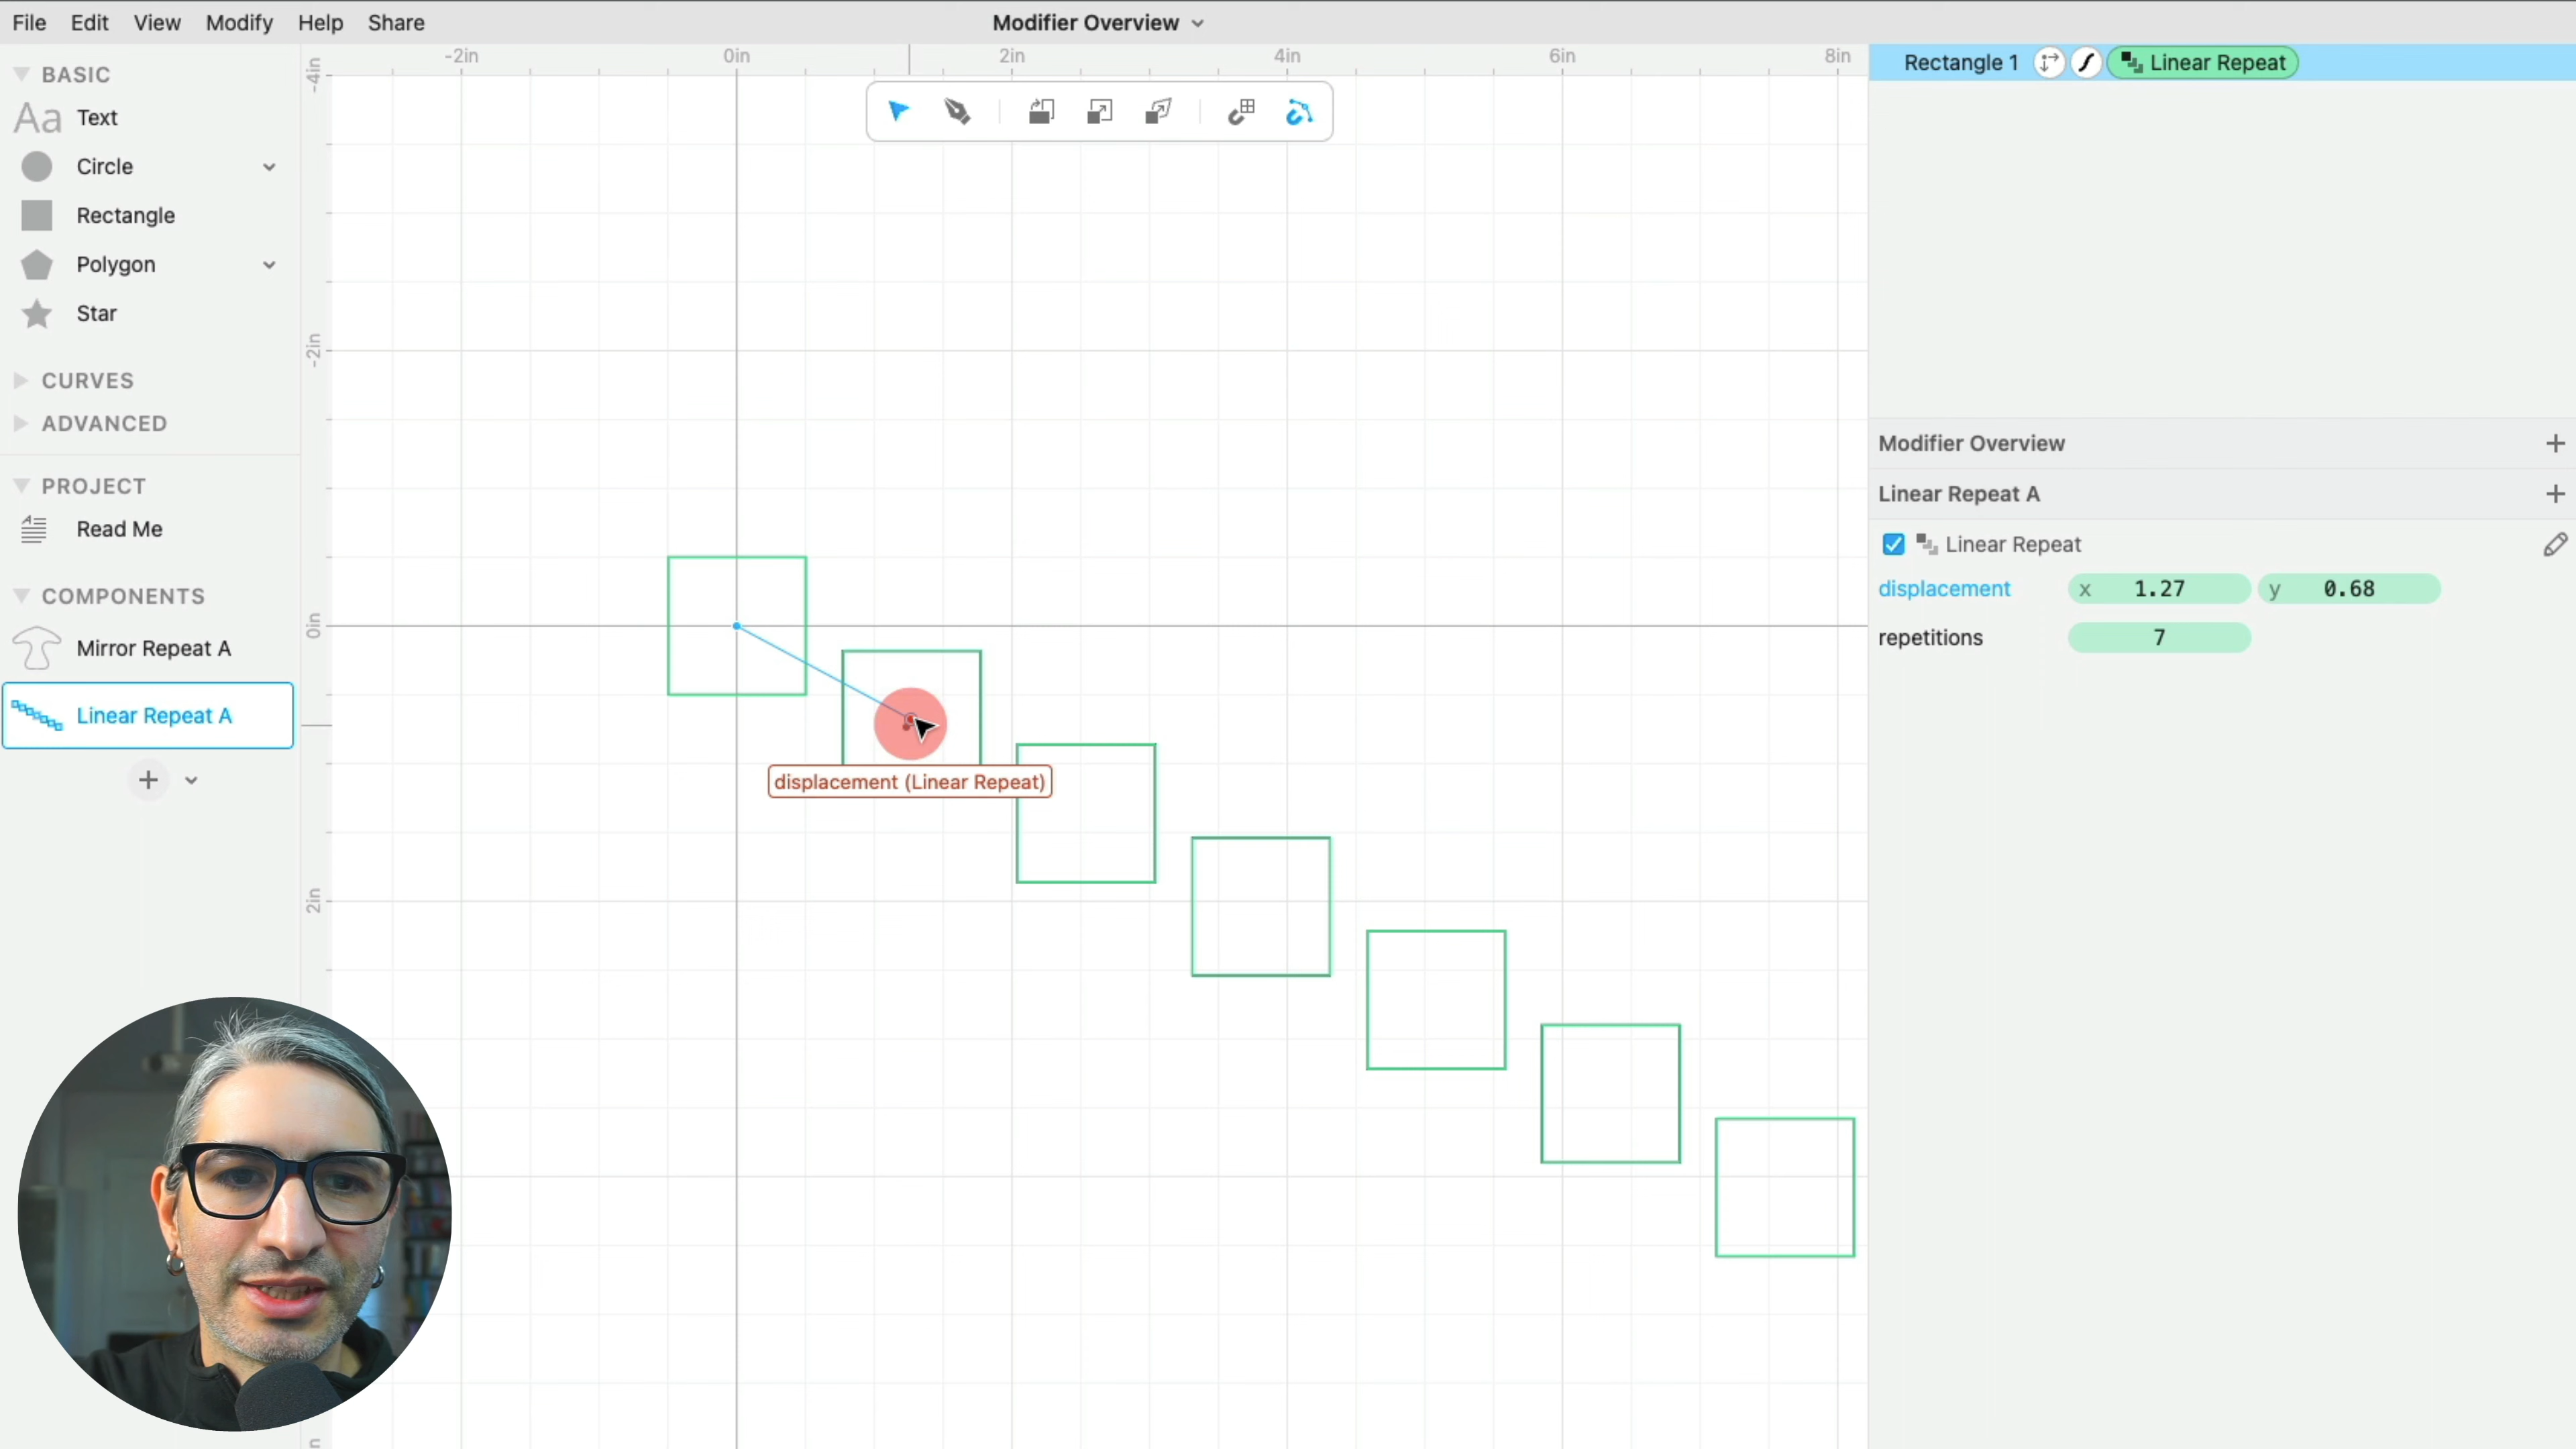 File Edit View Modify Help Share
Modifier Overview
BASIC
Aa Text
Circle
Rectangle
Polygon
Star
CURVES
ADVANCED
PROJECT
Read Me
COMPONENTS
Mirror Repeat A
Linear Repeat A
-2in 0in 2in 4in 6in 8in
-4in
-2in
0in
2in
displacement (Linear Repeat)
Rectangle 1 Linear Repeat
Modifier Overview
Linear Repeat A
Linear Repeat
displacement x 1.27 y 0.68
repetitions 7